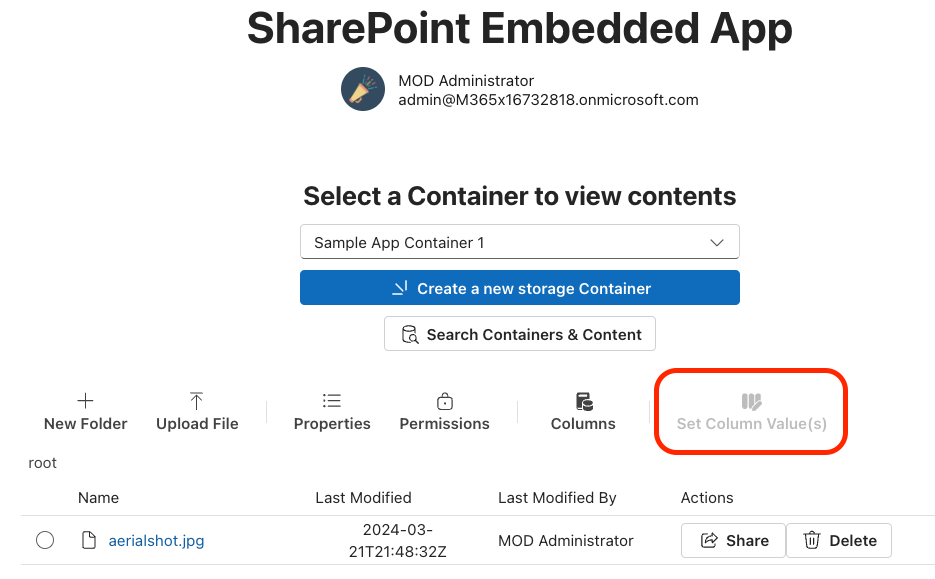 SharePoint Embedded App
MOD Administrator
admin@M365x16732818.onmicrosoft.com
Select a Container to view contents
Sample App Container 1
Create a new storage Container
Search Containers & Content
New Folder Upload File Properties Permissions Columns Set Column Value(s)
root
Name Last Modified Last Modified By Actions
aerialshot.jpg 2024-03-21T21:48:32Z MOD Administrator Share Delete